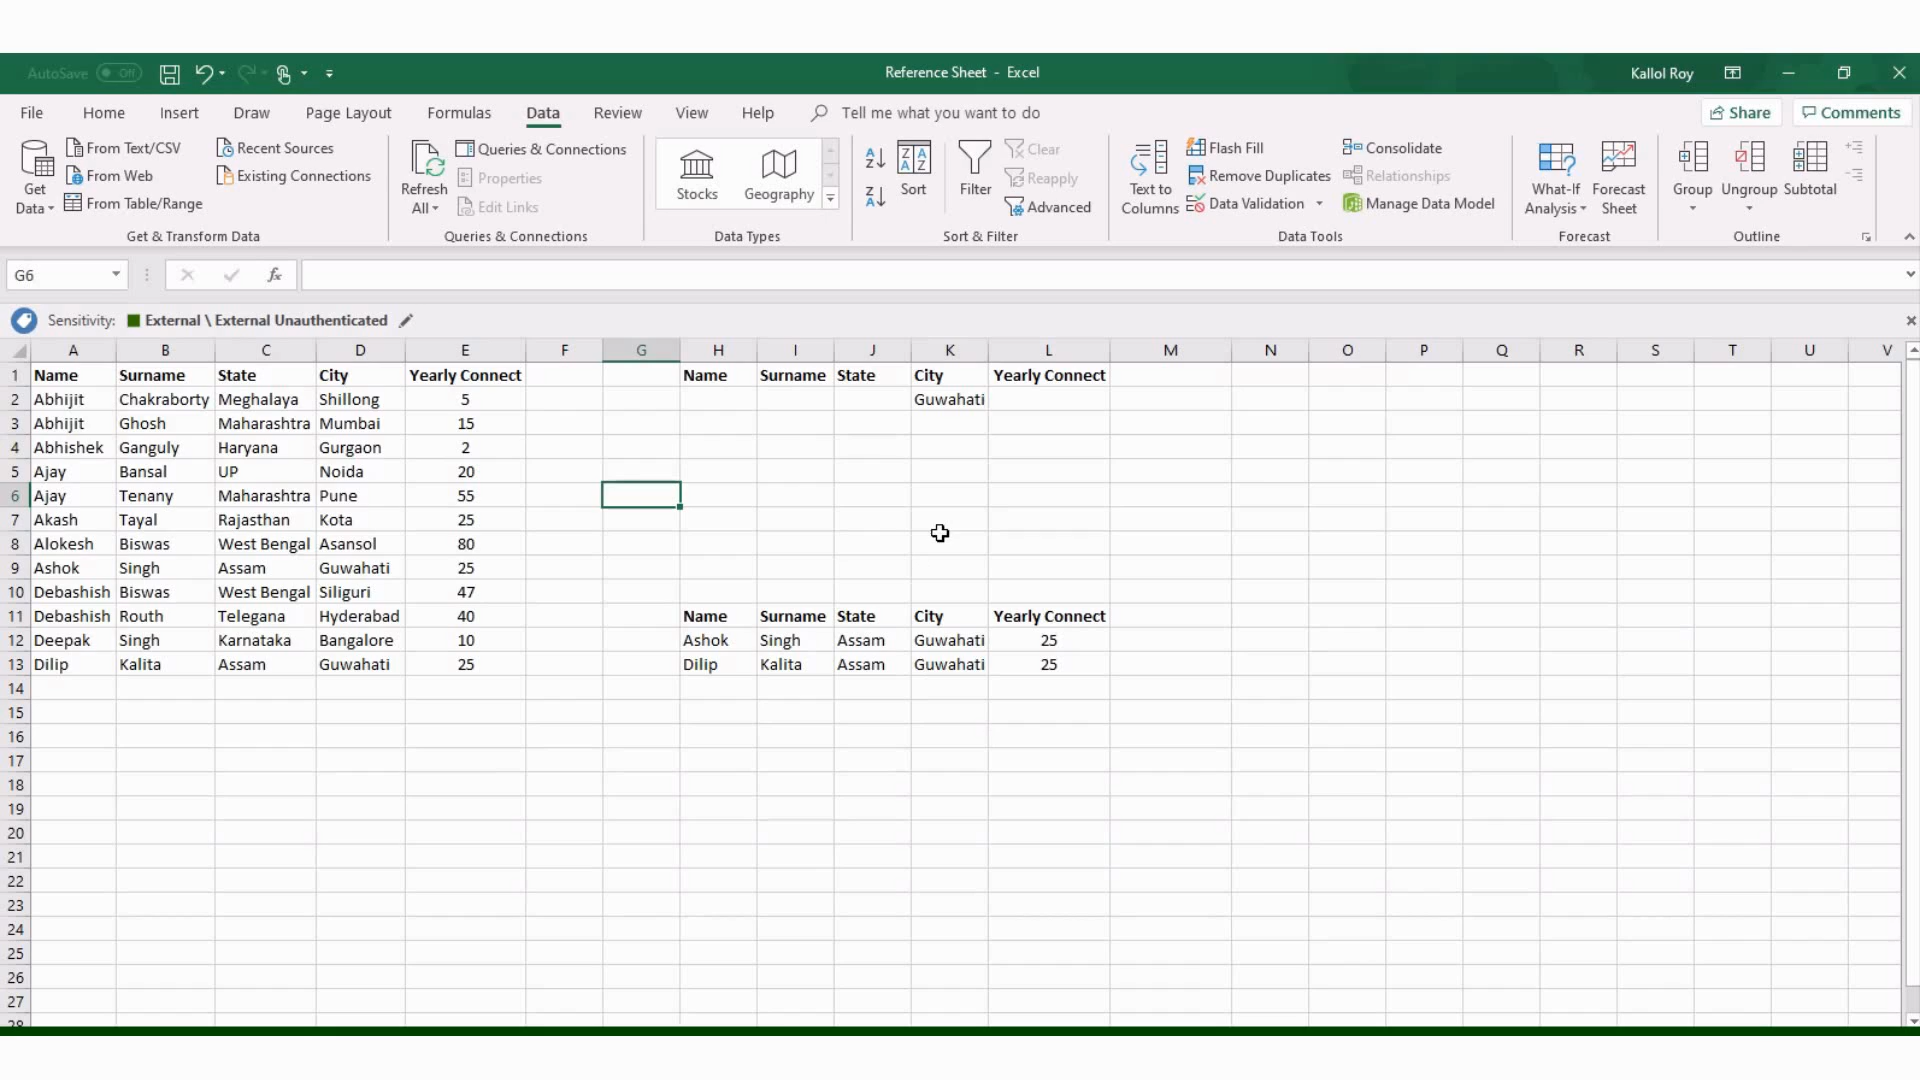 AutoSave Off
Reference Sheet - Excel
Kallol Roy
File Home Insert Draw Page Layout Formulas Data Review View Help Tell me what you want to do
Share Comments
Get Data
From Text/CSV
From Web
From Table/Range
Recent Sources
Existing Connections
Get & Transform Data
Refresh All
Queries & Connections
Properties
Edit Links
Queries & Connections
Stocks Geography
Data Types
Sort
Filter
Clear
Reapply
Advanced
Sort & Filter
Text to Columns
Flash Fill
Remove Duplicates
Data Validation
Consolidate
Relationships
Manage Data Model
Data Tools
What-If Analysis
Forecast Sheet
Forecast
Group Ungroup Subtotal
Outline
G6 fx
Sensitivity: External \ External Unauthenticated
A B C D E F G H I J K L M N O P Q R S T U V
1 Name Surname State City Yearly Connect Name Surname State City Yearly Connect
2 Abhijit Chakraborty Meghalaya Shillong 5 Guwahati
3 Abhijit Ghosh Maharashtra Mumbai 15
4 Abhishek Ganguly Haryana Gurgaon 2
5 Ajay Bansal UP Noida 20
6 Ajay Tenany Maharashtra Pune 55
7 Akash Tayal Rajasthan Kota 25
8 Alokesh Biswas West Bengal Asansol 80
9 Ashok Singh Assam Guwahati 25
10 Debashish Biswas West Bengal Siliguri 47
11 Debashish Routh Telegana Hyderabad 40 Name Surname State City Yearly Connect
12 Deepak Singh Karnataka Bangalore 10 Ashok Singh Assam Guwahati 25
13 Dilip Kalita Assam Guwahati 25 Dilip Kalita Assam Guwahati 25
14
15
16
17
18
19
20
21
22
23
24
25
26
27
28